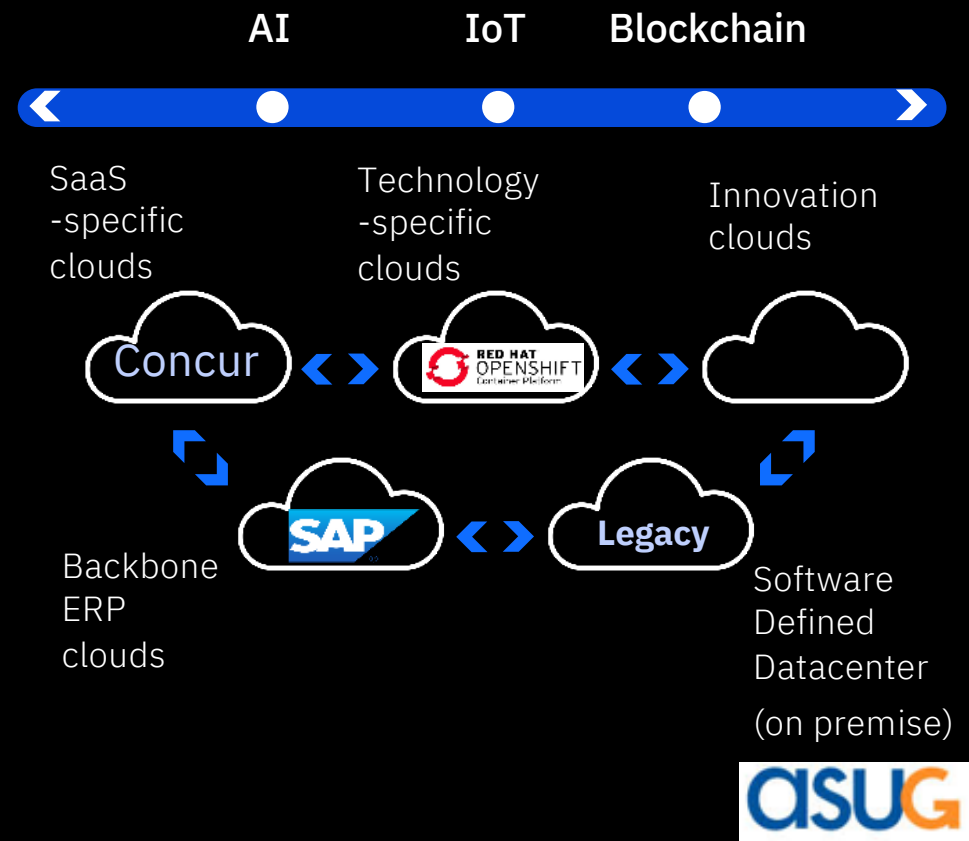 AI IoT Blockchain
SaaS
-specific
clouds
Technology
-specific
clouds
Innovation
clouds
Concur
RED HAT
OPENSHIFT
Container Platform
SAP
Legacy
Backbone
ERP
clouds
Software
Defined
Datacenter
(on premise)
asug